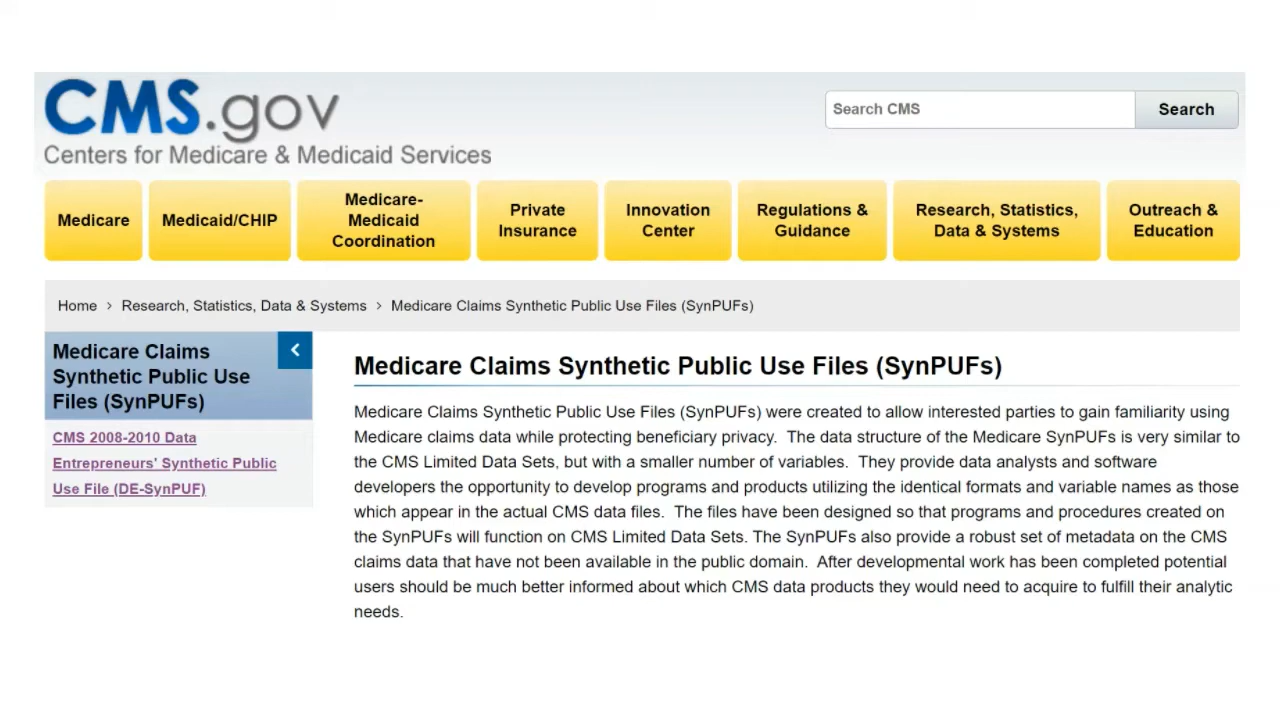 CMS.gov
Centers for Medicare & Medicaid Services
Search CMS
Search
Medicare
Medicaid/CHIP
Medicare-
Medicaid
Coordination
Private
Insurance
Innovation
Center
Regulations &
Guidance
Research, Statistics,
Data & Systems
Outreach &
Education
Home > Research, Statistics, Data & Systems > Medicare Claims Synthetic Public Use Files (SynPUFs)
Medicare Claims
Synthetic Public Use
Files (SynPUFs)
CMS 2008-2010 Data
Entrepreneurs' Synthetic Public
Use File (DE-SynPUF)
Medicare Claims Synthetic Public Use Files (SynPUFs)
Medicare Claims Synthetic Public Use Files (SynPUFs) were created to allow interested parties to gain familiarity using
Medicare claims data while protecting beneficiary privacy.  The data structure of the Medicare SynPUFs is very similar to
the CMS Limited Data Sets, but with a smaller number of variables.  They provide data analysts and software
developers the opportunity to develop programs and products utilizing the identical formats and variable names as those
which appear in the actual CMS data files.  The files have been designed so that programs and procedures created on
the SynPUFs will function on CMS Limited Data Sets. The SynPUFs also provide a robust set of metadata on the CMS
claims data that have not been available in the public domain.  After developmental work has been completed potential
users should be much better informed about which CMS data products they would need to acquire to fulfill their analytic
needs.